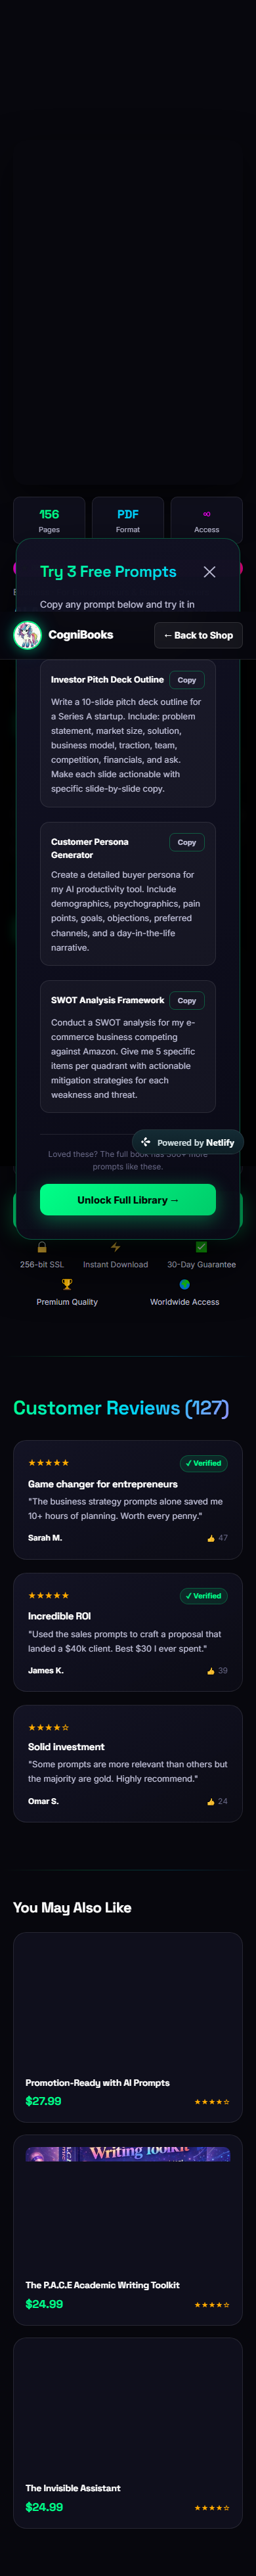 156
Pages
PDF
Format
∞
Access
Try 3 Free Prompts
Copy any prompt below and try it in
CogniBooks
← Back to Shop
Investor Pitch Deck Outline
Copy
Write a 10-slide pitch deck outline for
a Series A startup. Include: problem
statement, market size, solution,
business model, traction, team,
competition, financials, and ask.
Make each slide actionable with
specific slide-by-slide copy.
Customer Persona
Generator
Copy
Create a detailed buyer persona for
my AI productivity tool. Include
demographics, psychographics, pain
points, goals, objections, preferred
channels, and a day-in-the-life
narrative.
SWOT Analysis Framework
Copy
Conduct a SWOT analysis for my e-
commerce business competing
against Amazon. Give me 5 specific
items per quadrant with actionable
mitigation strategies for each
weakness and threat.
Powered by Netlify
Loved these? The full book has 500+ more
prompts like these.
Unlock Full Library →
256-bit SSL
Instant Download
30-Day Guarantee
Premium Quality
Worldwide Access
Customer Reviews (127)
★★★★★
✓ Verified
Game changer for entrepreneurs
"The business strategy prompts alone saved me
10+ hours of planning. Worth every penny."
Sarah M.
👍 47
★★★★★
✓ Verified
Incredible ROI
"Used the sales prompts to craft a proposal that
landed a $40k client. Best $30 I ever spent."
James K.
👍 39
★★★★☆
Solid investment
"Some prompts are more relevant than others but
the majority are gold. Highly recommend."
Omar S.
👍 24
You May Also Like
Promotion-Ready with AI Prompts
$27.99
★★★★☆
Writing Toolkit
The P.A.C.E Academic Writing Toolkit
$24.99
★★★★☆
The Invisible Assistant
$24.99
★★★★☆